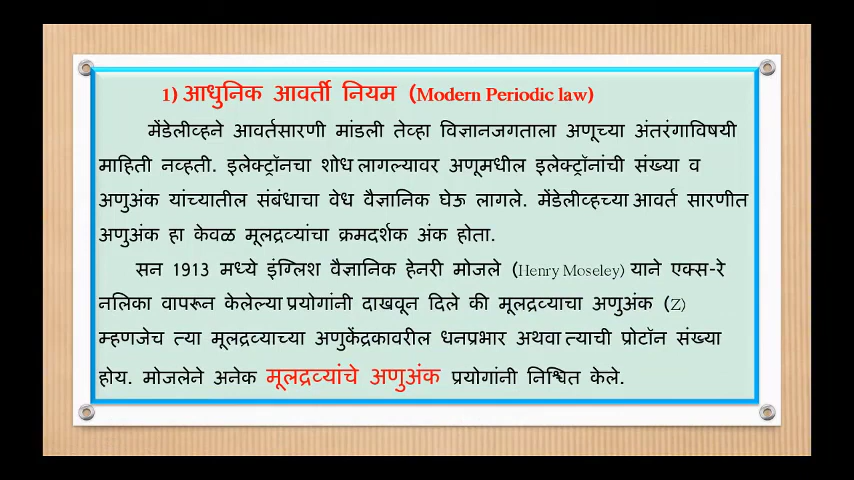 1) आधुनिक आवर्ती नियम (Modern Periodic law)
मेंडेलीव्हने आवर्तसारणी मांडली तेव्हा विज्ञानजगताला अणूच्या अंतरंगाविषयी
माहिती नव्हती. इलेक्ट्रॉनचा शोध लागल्यावर अणूमधील इलेक्ट्रॉनांची संख्या व
अणुअंक यांच्यातील संबंधाचा वेध वैज्ञानिक घेऊ लागले. मेंडेलीव्हच्या आवर्त सारणीत
अणुअंक हा केवळ मूलद्रव्यांचा क्रमदर्शक अंक होता.
सन 1913 मध्ये इंग्लिश वैज्ञानिक हेनरी मोजले (Henry Moseley) याने एक्स-रे
नलिका वापरून केलेल्या प्रयोगांनी दाखवून दिले की मूलद्रव्याचा अणुअंक (Z)
म्हणजेच त्या मूलद्रव्याच्या अणुकेंद्रकावरील धनप्रभार अथवा त्याची प्रोटॉन संख्या
होय. मोजलेने अनेक मूलद्रव्यांचे अणुअंक प्रयोगांनी निश्चित केले.